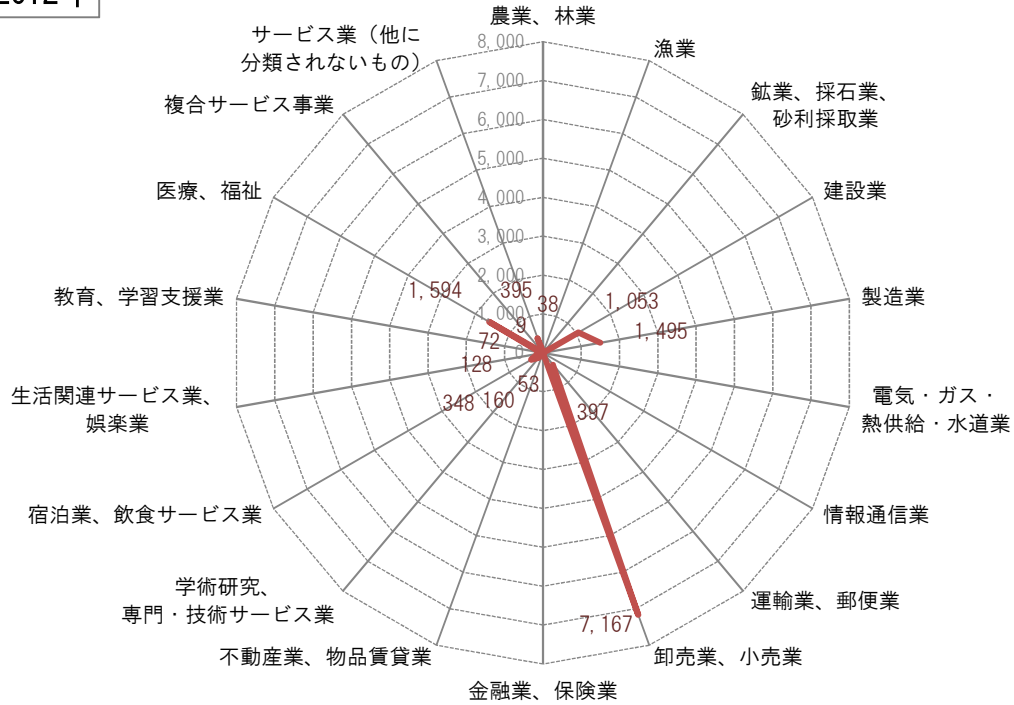 2012年
農業、林業
漁業
鉱業、採石業、
砂利採取業
建設業
製造業
電気・ガス・
熱供給・水道業
情報通信業
運輸業、郵便業
卸売業、小売業
金融業、保険業
不動産業、物品賃貸業
学術研究、
専門・技術サービス業
宿泊業、飲食サービス業
生活関連サービス業、
娯楽業
教育、学習支援業
医療、福祉
複合サービス事業
サービス業（他に
分類されないもの）
8,000
7,000
6,000
5,000
4,000
3,000
2,000
1,000
0
38
1,053
1,495
397
7,167
53
160
348
128
72
1,594
9
395